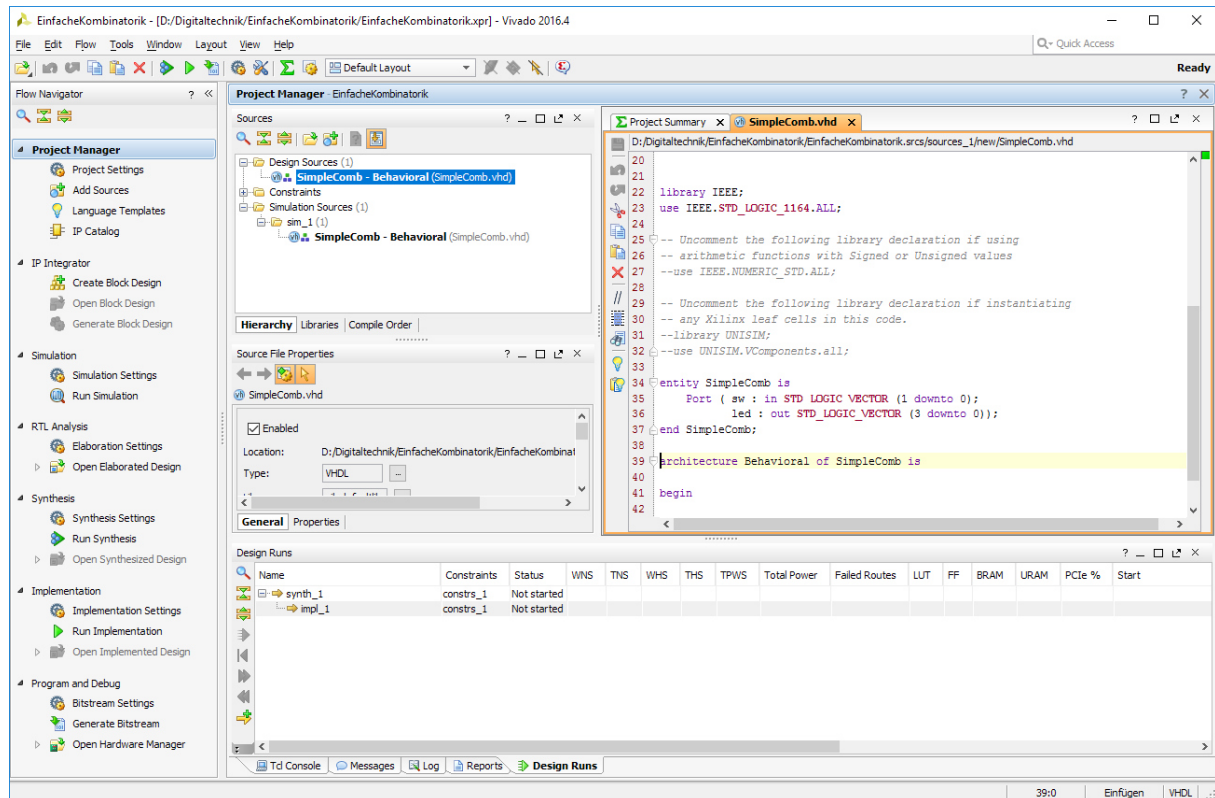 EinfacheKombinatorik - [D:/Digitaltechnik/EinfacheKombinatorik/EinfacheKombinatorik.xpr] - Vivado 2016.4
File Edit Flow Tools Window Layout View Help
Quick Access
Default Layout
Ready
Flow Navigator
Project Manager
Project Settings
Add Sources
Language Templates
IP Catalog
IP Integrator
Create Block Design
Open Block Design
Generate Block Design
Simulation
Simulation Settings
Run Simulation
RTL Analysis
Elaboration Settings
Open Elaborated Design
Synthesis
Synthesis Settings
Run Synthesis
Open Synthesized Design
Implementation
Implementation Settings
Run Implementation
Open Implemented Design
Program and Debug
Bitstream Settings
Generate Bitstream
Open Hardware Manager
Project Manager - EinfacheKombinatorik
Sources
Design Sources (1)
SimpleComb - Behavioral (SimpleComb.vhd)
Constraints
Simulation Sources (1)
sim_1 (1)
SimpleComb - Behavioral (SimpleComb.vhd)
Hierarchy Libraries Compile Order
Source File Properties
SimpleComb.vhd
Enabled
Location: D:/Digitaltechnik/EinfacheKombinatorik/EinfacheKombinat
Type: VHDL ...
General Properties
Project Summary SimpleComb.vhd
D:/Digitaltechnik/EinfacheKombinatorik/EinfacheKombinatorik.srcs/sources_1/new/SimpleComb.vhd
20
21
22 library IEEE;
23 use IEEE.STD_LOGIC_1164.ALL;
24
25 -- Uncomment the following library declaration if using
26 -- arithmetic functions with Signed or Unsigned values
27 --use IEEE.NUMERIC_STD.ALL;
28
29 -- Uncomment the following library declaration if instantiating
30 -- any Xilinx leaf cells in this code.
31 --library UNISIM;
32 --use UNISIM.VComponents.all;
33
34 entity SimpleComb is
35 Port ( sw : in STD_LOGIC_VECTOR (1 downto 0);
36 led : out STD_LOGIC_VECTOR (3 downto 0));
37 end SimpleComb;
38
39 architecture Behavioral of SimpleComb is
40
41 begin
42
Design Runs
Name Constraints Status WNS TNS WHS THS TPWS Total Power Failed Routes LUT FF BRAM URAM PCIe % Start
synth_1 constrs_1 Not started
impl_1 constrs_1 Not started
Tcl Console Messages Log Reports Design Runs
39:0 Einfügen VHDL